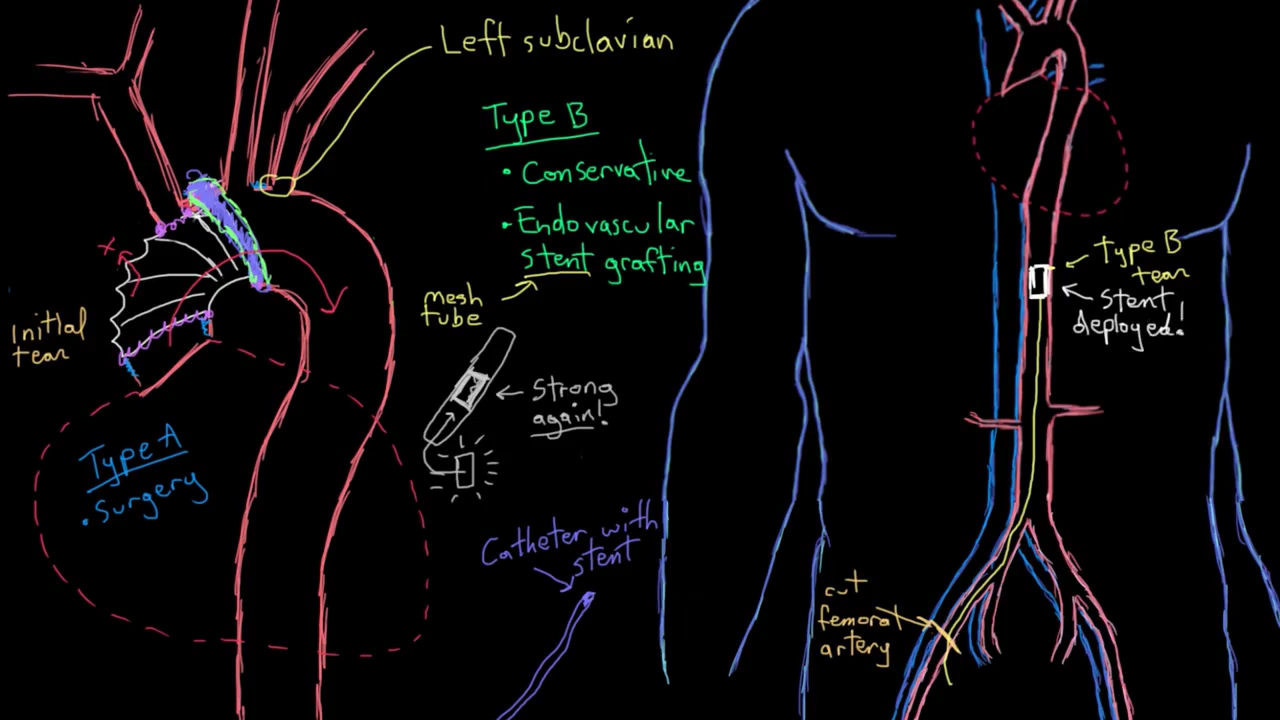 Left subclavian
Type B
• Conservative
• Endovascular
stent grafting
mesh
tube
Strong
again!
Initial
tear
Type A
• Surgery
Catheter with
stent
Type B
tear
Stent
deployed!
cut
femoral
artery